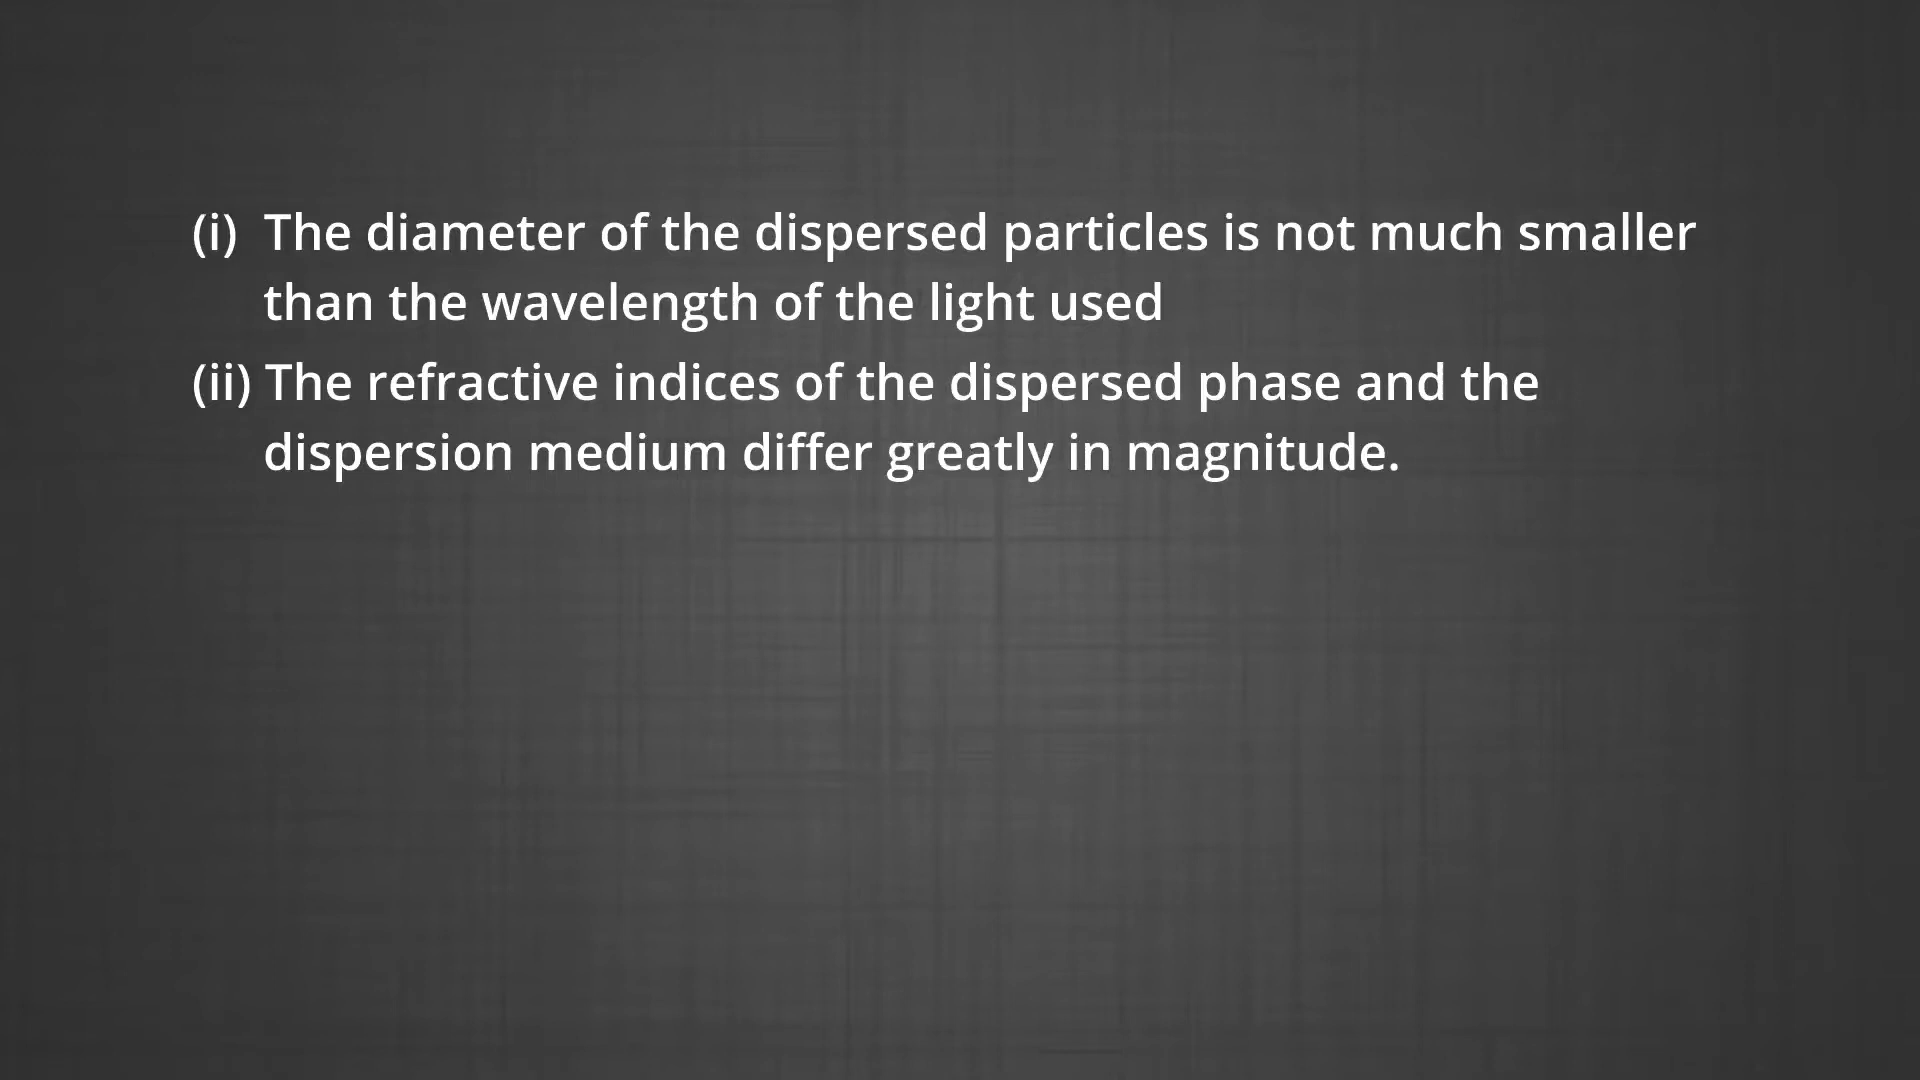 (i) The diameter of the dispersed particles is not much smaller
than the wavelength of the light used
(ii) The refractive indices of the dispersed phase and the
dispersion medium differ greatly in magnitude.